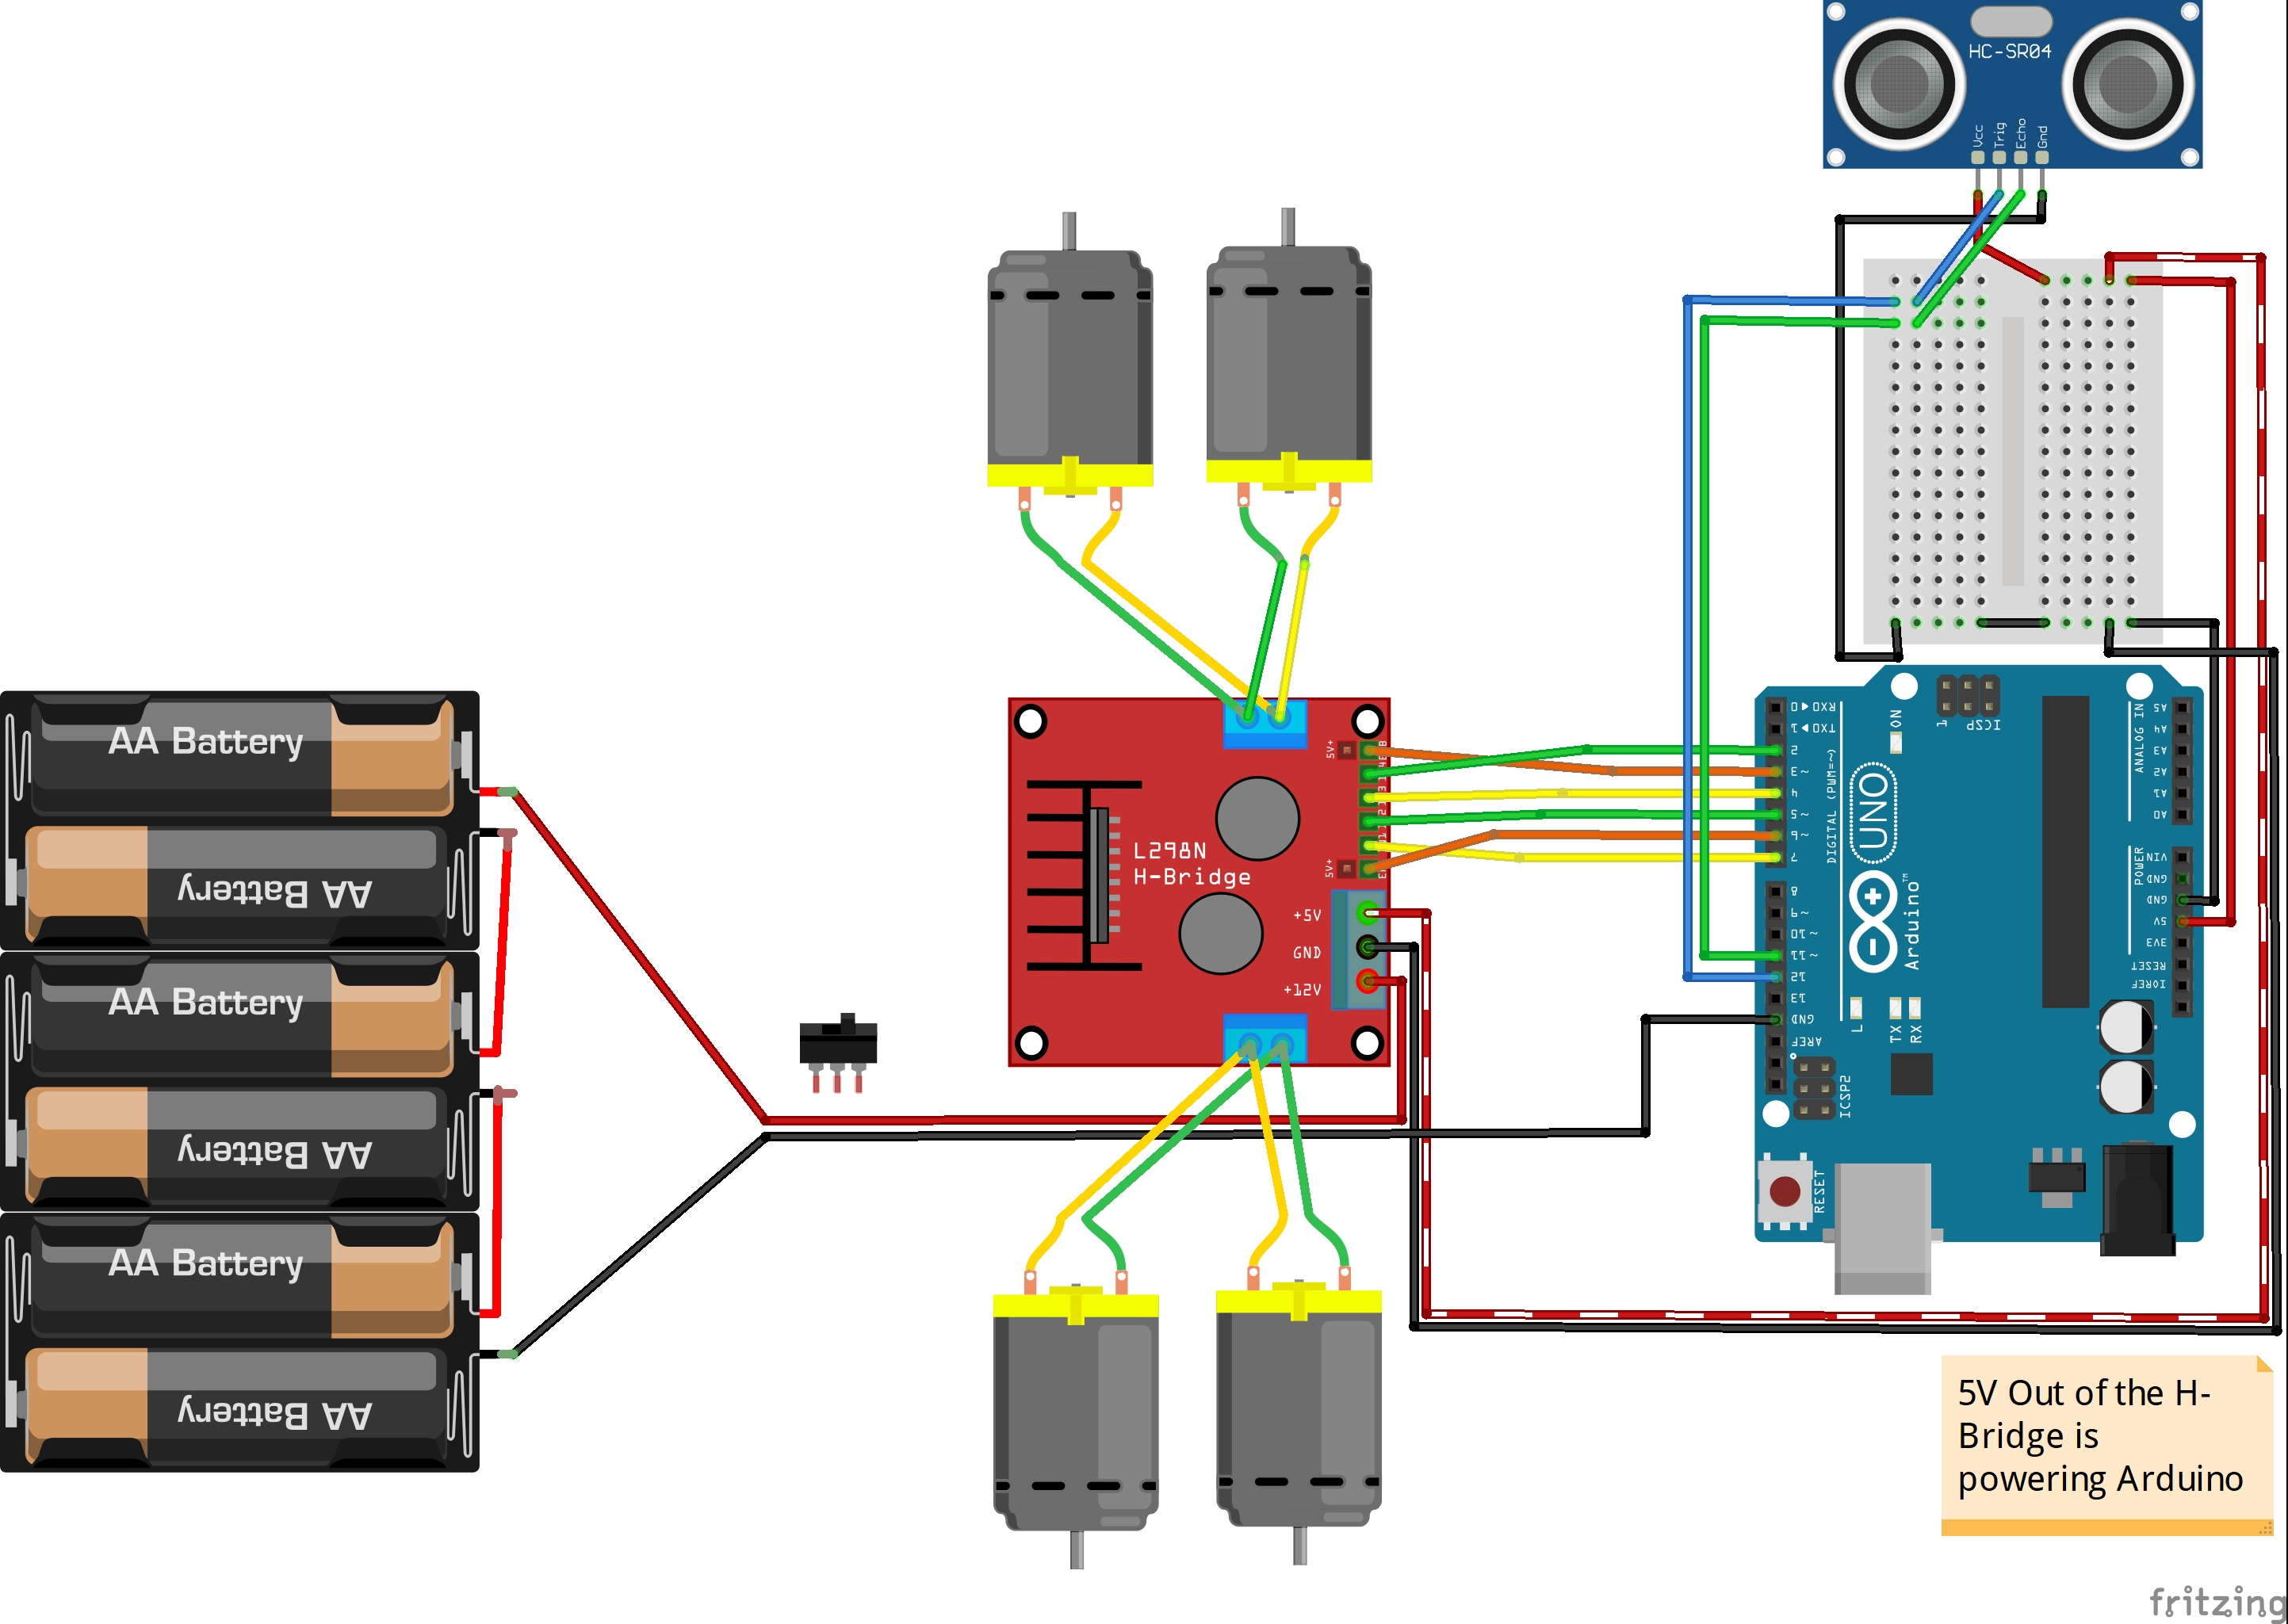 HC-SR04
Vcc
Trig
Echo
Gnd
AA Battery
AA Battery
AA Battery
AA Battery
AA Battery
AA Battery
5V+
5V+
L298N
H-Bridge
+5V
GND
+12V
RX◄0
TX►1
2
3~
4
5~
6~
7
8
9~
10~
11~
12
13
GND
AREF
DIGITAL (PWM=~)
ON
1
ICSP2
UNO
Arduino™
L
TX
RX
ICSP2
RESET
ANALOG IN
A5
A4
A3
A2
A1
A0
POWER
VIN
GND
GND
5V
3V3
RESET
IOREF
5V Out of the H-
Bridge is
powering Arduino
fritzing